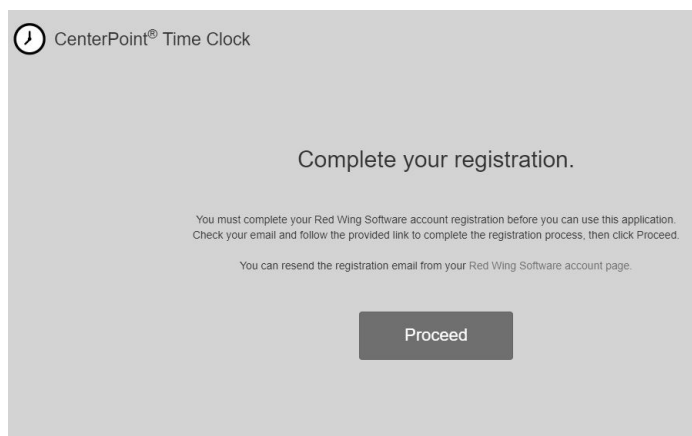 CenterPoint® Time Clock
Complete your registration.
You must complete your Red Wing Software account registration before you can use this application.
Check your email and follow the provided link to complete the registration process, then click Proceed.
You can resend the registration email from your Red Wing Software account page.
Proceed